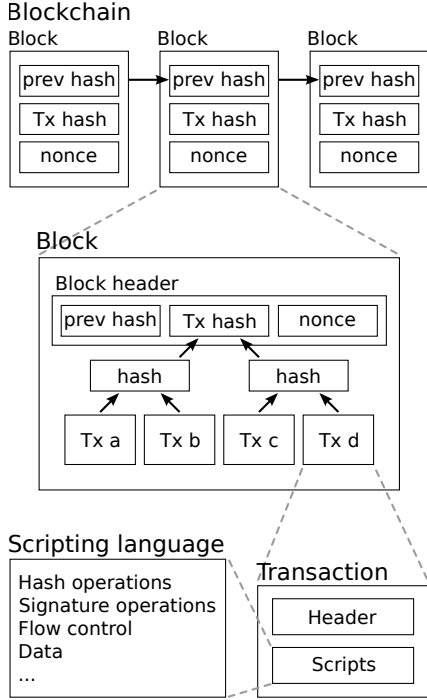 Blockchain
Block Block Block
prev hash prev hash prev hash
Tx hash Tx hash Tx hash
nonce nonce nonce
Block
Block header
prev hash Tx hash nonce
hash hash
Tx a Tx b Tx c Tx d
Scripting language
Hash operations
Signature operations
Flow control
Data
...
Transaction
Header
Scripts